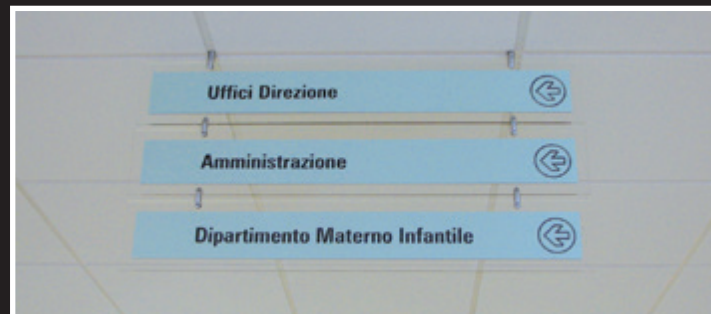 Uffici Direzione
Amministrazione
Dipartimento Materno Infantile